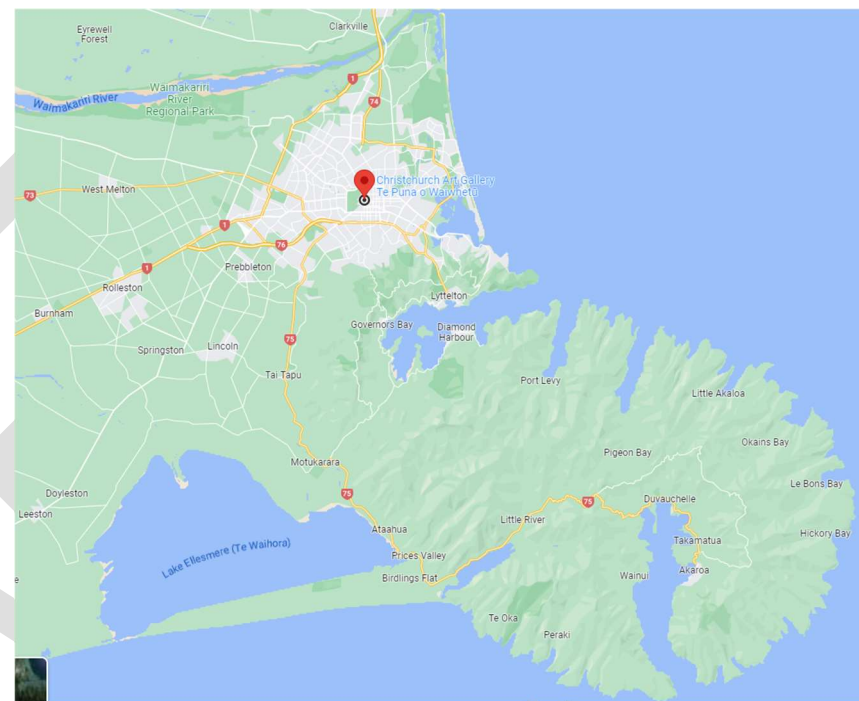 Clarkville
Eyrewell
Forest
Waimakariri
River
Regional Park
Waimakariri River
1
74
Christchurch Art Gallery
Te Puna o Waiwhetū
West Melton
73
1
76
Prebbleton
1
Rolleston
Burnham
Lyttelton
Governors Bay
Diamond
Harbour
75
Springston
Lincoln
Tai Tapu
Port Levy
Little Akaloa
Okains Bay
Pigeon Bay
Motukarara
Le Bons Bay
Doyleston
75
75
Duvauchelle
Leeston
Little River
Ataahua
Hickory Bay
Takamatua
Lake Ellesmere (Te Waihora)
Prices Valley
Akaroa
Wainui
Birdlings Flat
e
Te Oka
Peraki